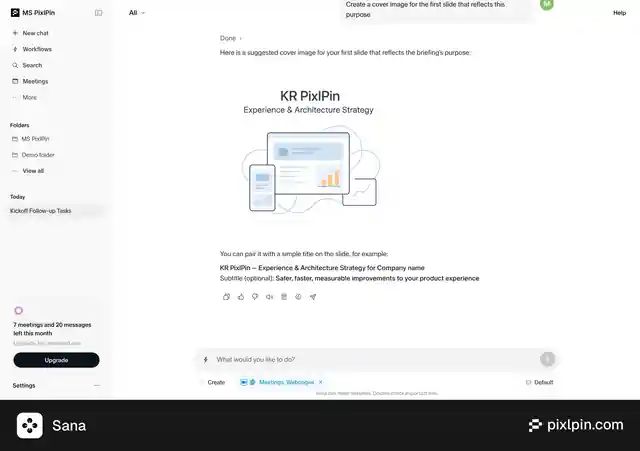 MS PixlPin
New chat
Workflows
Search
Meetings
More
Folders
MS PixlPin
Demo folder
View all
Today
Kickoff Follow-up Tasks
7 meetings and 20 messages
left this month
Upgrade
Settings
All
Help
Create a cover image for the first slide that reflects this
purpose
M
Done
Here is a suggested cover image for your first slide that reflects the briefing's purpose:
KR PixlPin
Experience & Architecture Strategy
You can pair it with a simple title on the slide, for example:
KR PixlPin — Experience & Architecture Strategy for Company name
Subtitle (optional): Safer, faster, measurable improvements to your product experience
What would you like to do?
Create
Meetings,
Default
Sana
pixlpin.com